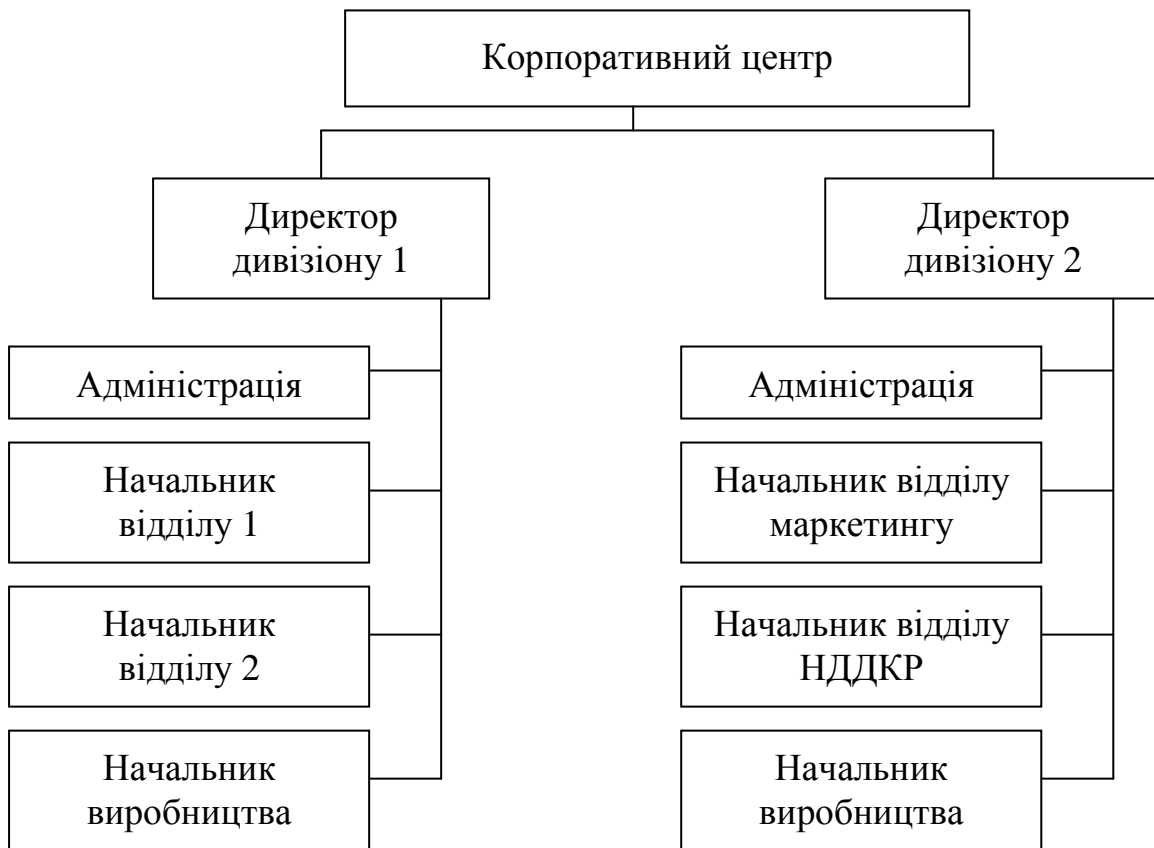 Корпоративний центр
Директор
дивізіону 1
Адміністрація
Начальник
відділу 1
Начальник
відділу 2
Начальник
виробництва
Директор
дивізіону 2
Адміністрація
Начальник відділу
маркетингу
Начальник відділу
НДДКР
Начальник
виробництва